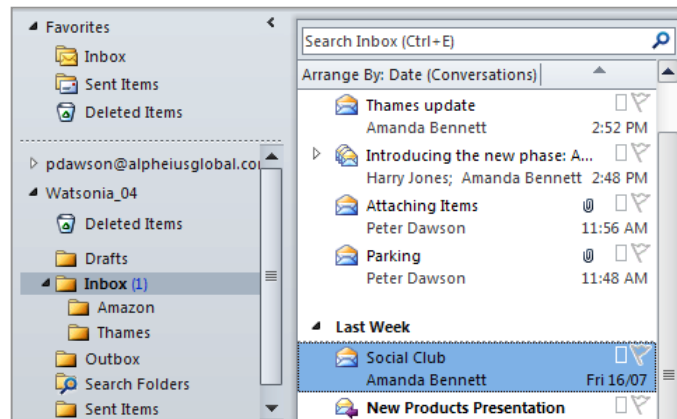 Favorites
Inbox
Sent Items
Deleted Items
pdawson@alpheiusglobal.co
Watsonia_04
Deleted Items
Drafts
Inbox (1)
Amazon
Thames
Outbox
Search Folders
Sent Items
Search Inbox (Ctrl+E)
Arrange By: Date (Conversations)
Thames update
Amanda Bennett 2:52 PM
Introducing the new phase: A...
Harry Jones; Amanda Bennett 2:48 PM
Attaching Items
Peter Dawson 11:56 AM
Parking
Peter Dawson 11:48 AM
Last Week
Social Club
Amanda Bennett Fri 16/07
New Products Presentation